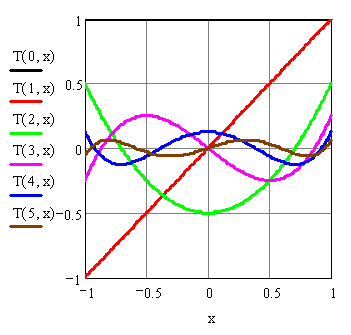 1
T(0,x)
0.5
T(1,x)
T(2,x)
T(3,x)
0
T(4,x)
T(5,x)
−0.5
−1
−1 −0.5 0 0.5 1
x